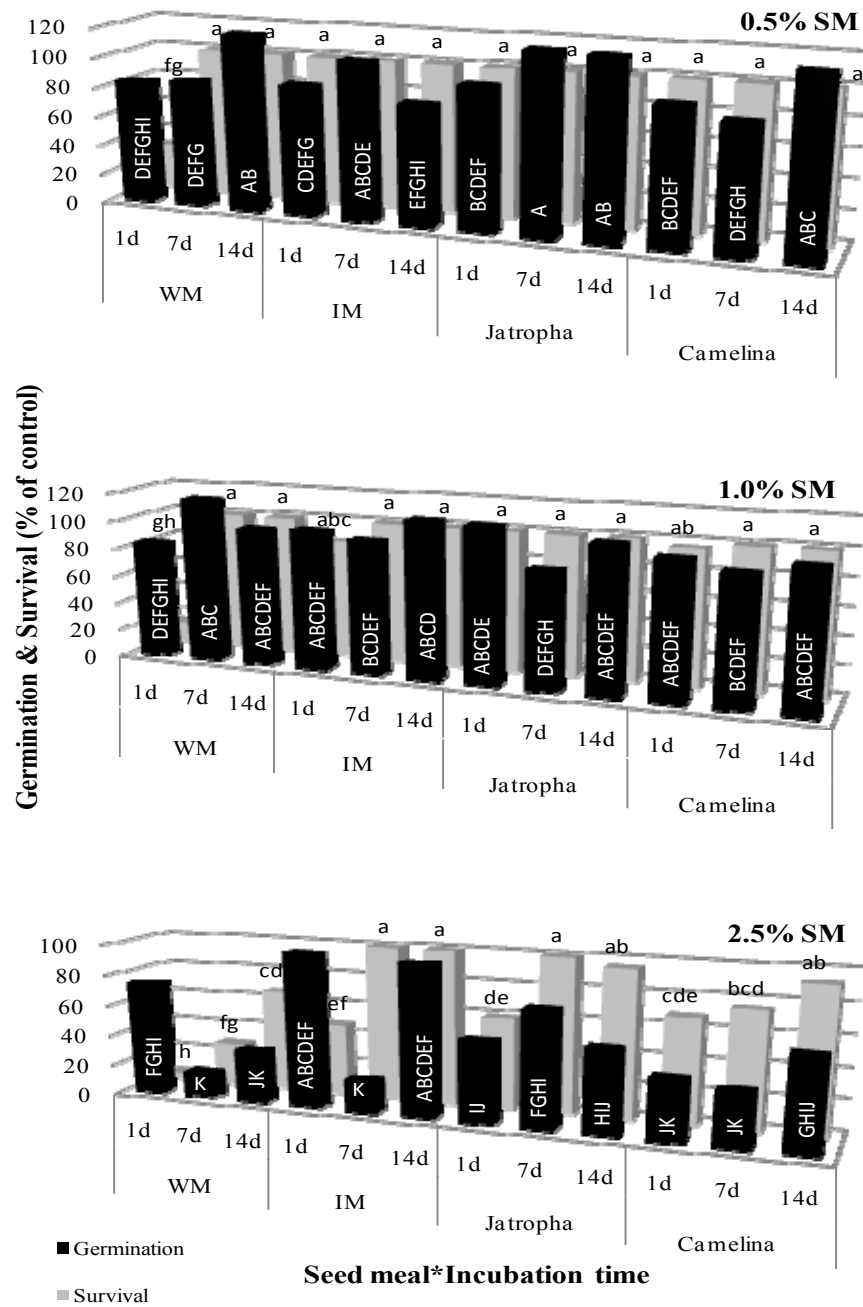 0.5% SM
120
100
80
60
40
20
0
fg a a a a a a a a a a a
DEFGHI DEFG AB CDEFG ABCDE EFGHI BCDEF A AB BCDEF DEFGH ABC
1d 7d 14d 1d 7d 14d 1d 7d 14d 1d 7d 14d
WM IM Jatropha Camelina
Germination & Survival (% of control)
1.0% SM
120
100
80
60
40
20
0
gh a a abc a a a a a ab a a
DEFGHI ABC ABCDEF ABCDEF BCDEF ABCD ABCDE DEFGH ABCDEF ABCDEF BCDEF ABCDEF
1d 7d 14d 1d 7d 14d 1d 7d 14d 1d 7d 14d
WM IM Jatropha Camelina
2.5% SM
100
80
60
40
20
0
h fg cd ef a a de a ab cde bcd ab
FGHI K JK ABCDEF K ABCDEF IJ FGHI HIJ JK JK GHIJ
1d 7d 14d 1d 7d 14d 1d 7d 14d 1d 7d 14d
WM IM Jatropha Camelina
Germination
Survival
Seed meal*Incubation time